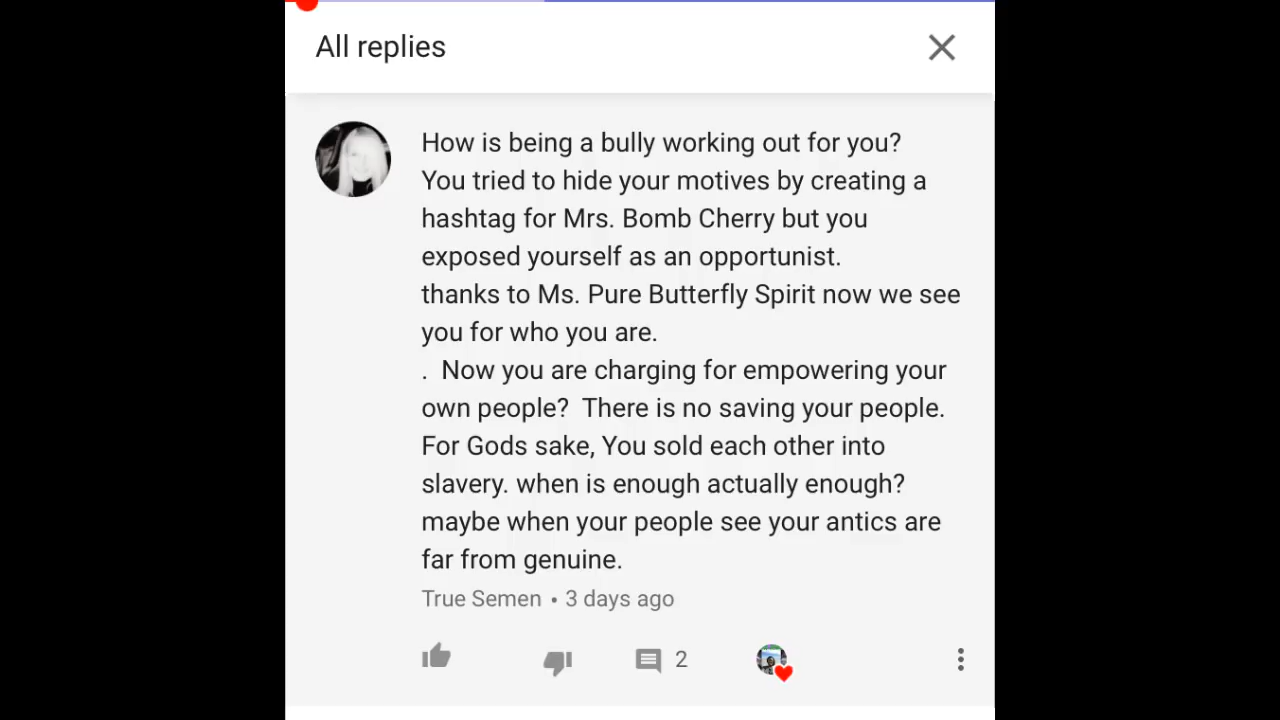 All replies
How is being a bully working out for you?
You tried to hide your motives by creating a
hashtag for Mrs. Bomb Cherry but you
exposed yourself as an opportunist.
thanks to Ms. Pure Butterfly Spirit now we see
you for who you are.
.  Now you are charging for empowering your
own people?  There is no saving your people.
For Gods sake, You sold each other into
slavery. when is enough actually enough?
maybe when your people see your antics are
far from genuine.
True Semen • 3 days ago
2